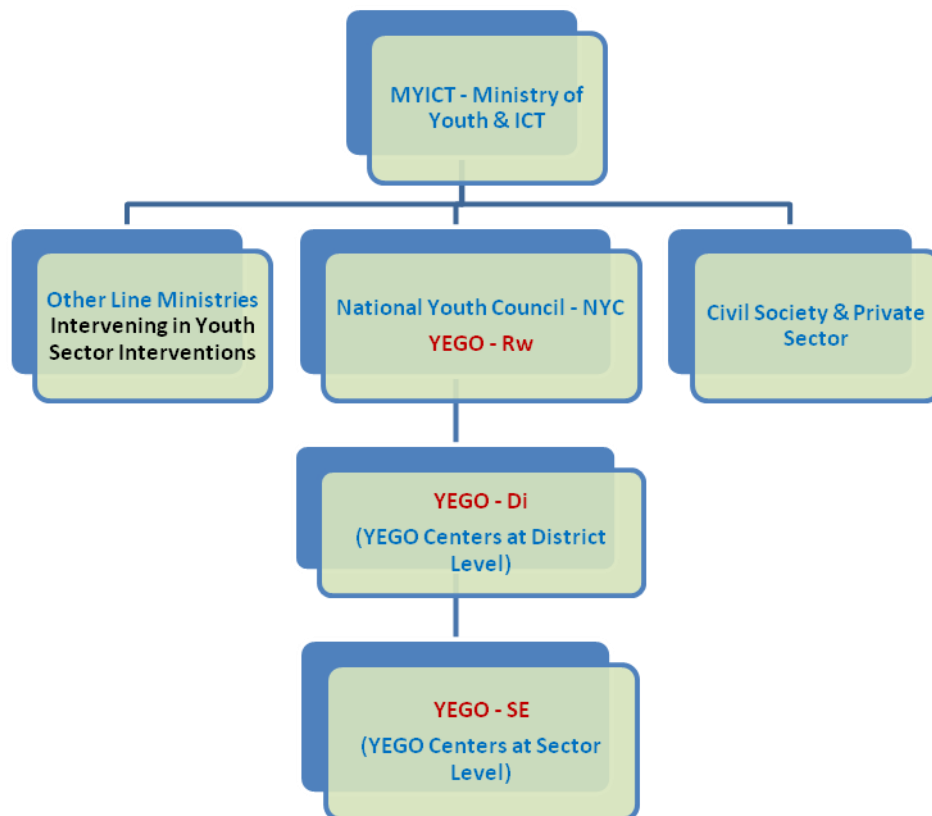 MYICT - Ministry of
Youth & ICT
Other Line Ministries
Intervening in Youth
Sector Interventions
National Youth Council - NYC
YEGO - Rw
Civil Society & Private
Sector
YEGO - Di
(YEGO Centers at District
Level)
YEGO - SE
(YEGO Centers at Sector
Level)